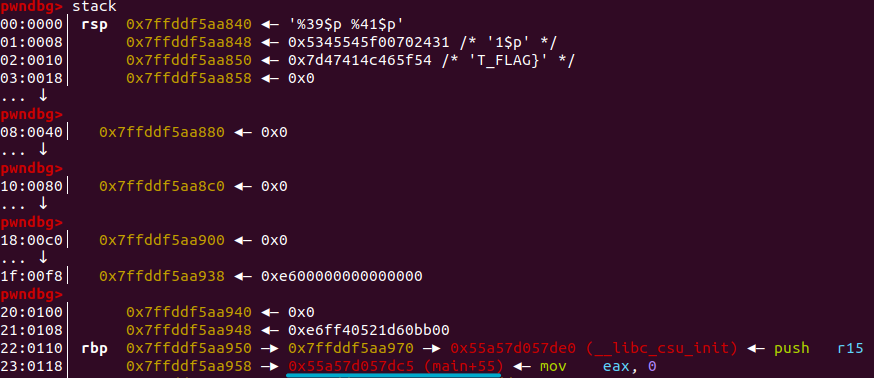 pwndbg> stack
00:0000│ rsp 0x7ffddf5aa840 ◂— '%39$p %41$p'
01:0008│ 0x7ffddf5aa848 ◂— 0x5345545f00702431 /* '1$p' */
02:0010│ 0x7ffddf5aa850 ◂— 0x7d47414c465f54 /* 'T_FLAG}' */
03:0018│ 0x7ffddf5aa858 ◂— 0x0
... ↓
pwndbg>
08:0040│ 0x7ffddf5aa880 ◂— 0x0
... ↓
pwndbg>
10:0080│ 0x7ffddf5aa8c0 ◂— 0x0
... ↓
pwndbg>
18:00c0│ 0x7ffddf5aa900 ◂— 0x0
... ↓
1f:00f8│ 0x7ffddf5aa938 ◂— 0xe600000000000000
pwndbg>
20:0100│ 0x7ffddf5aa940 ◂— 0x0
21:0108│ 0x7ffddf5aa948 ◂— 0xe6ff40521d60bb00
22:0110│ rbp 0x7ffddf5aa950 —▸ 0x7ffddf5aa970 —▸ 0x55a57d057de0 (__libc_csu_init) ◂— push r15
23:0118│ 0x7ffddf5aa958 —▸ 0x55a57d057dc5 (main+55) ◂— mov eax, 0